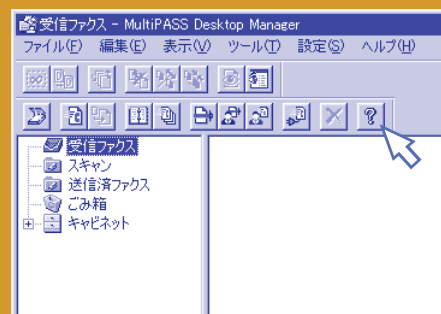 受信ファクス - MultiPASS Desktop Manager
ファイル(F) 編集(E) 表示(V) ツール(T) 設定(S) ヘルプ(H)
?
受信ファクス
スキャン
送信済ファクス
ごみ箱
キャビネット